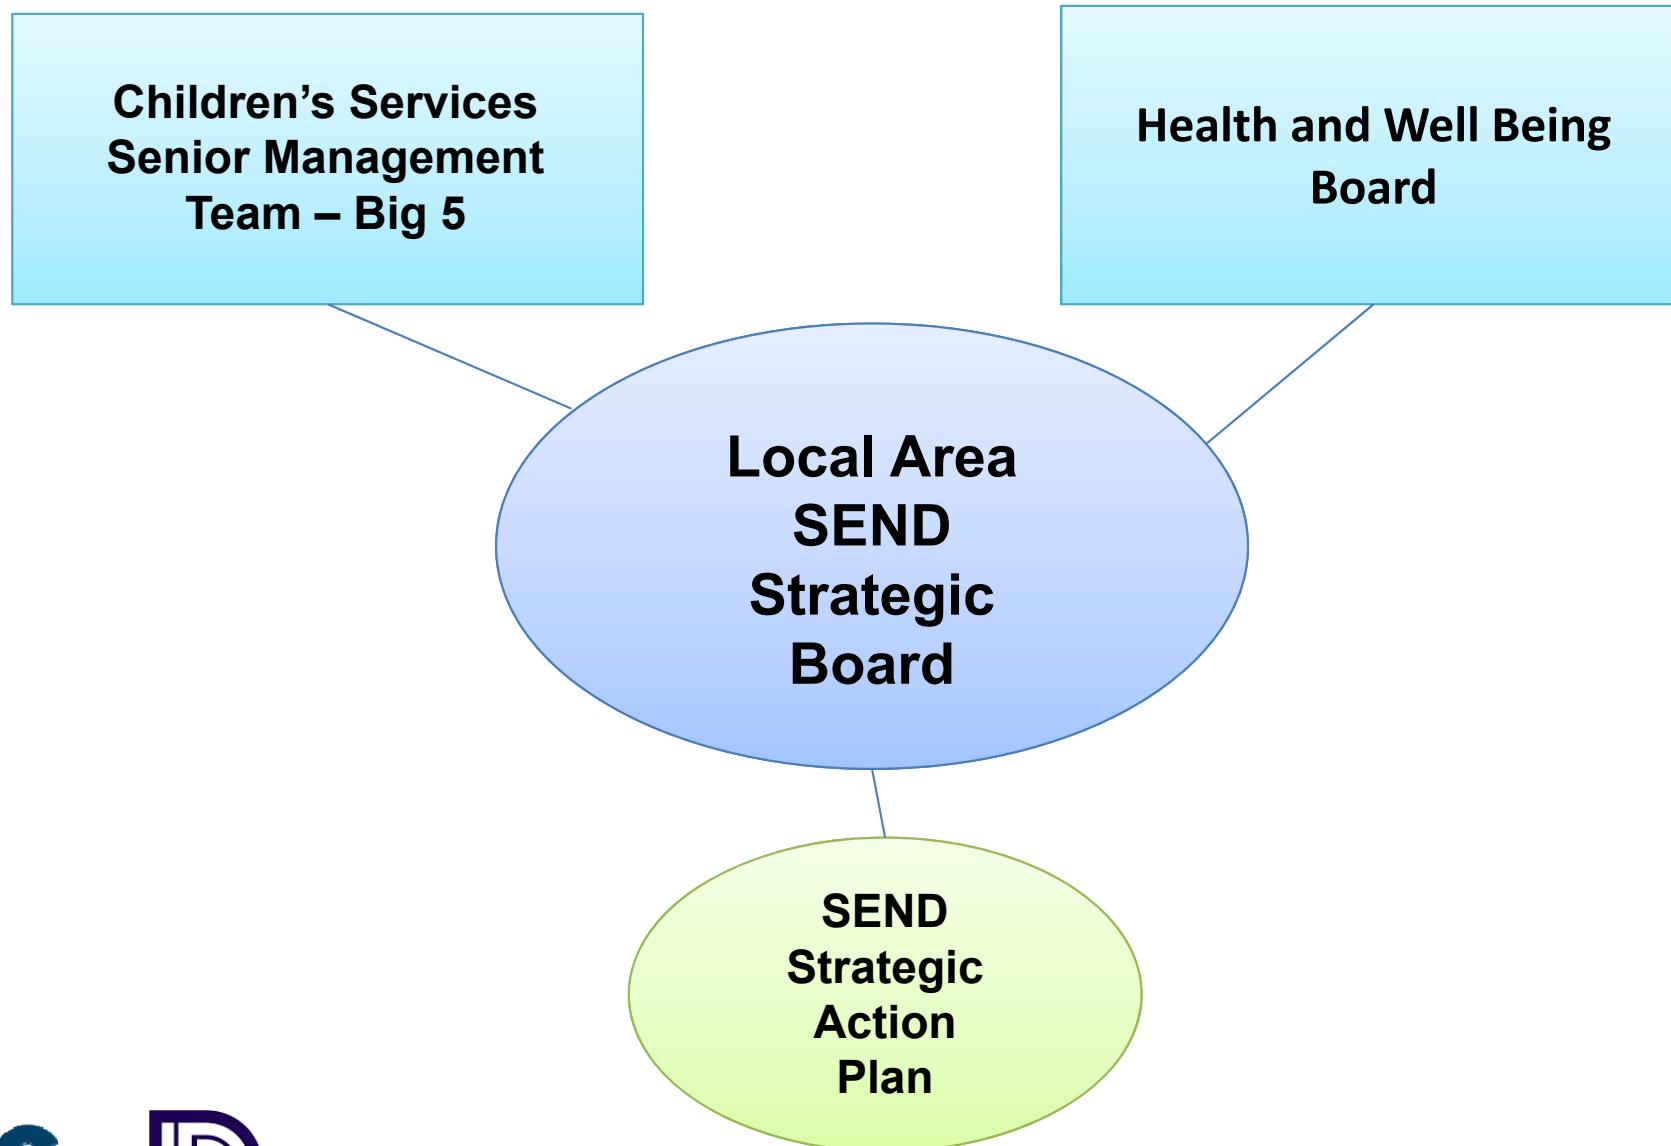 Children’s Services
Senior Management
Team – Big 5
Health and Well Being
Board
Local Area
SEND
Strategic
Board
SEND
Strategic
Action
Plan